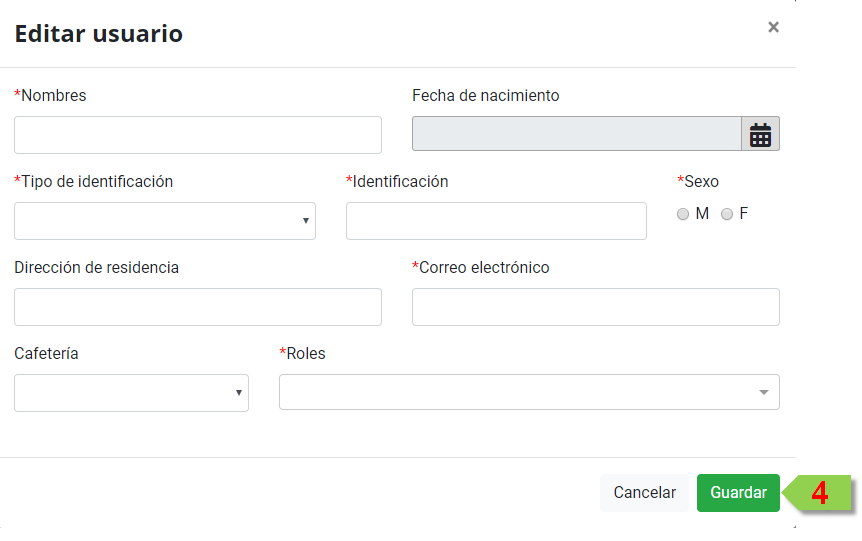 Editar usuario ×
*Nombres Fecha de nacimiento
*Tipo de identificación *Identificación *Sexo
M F
Dirección de residencia *Correo electrónico
Cafetería *Roles
Cancelar Guardar 4